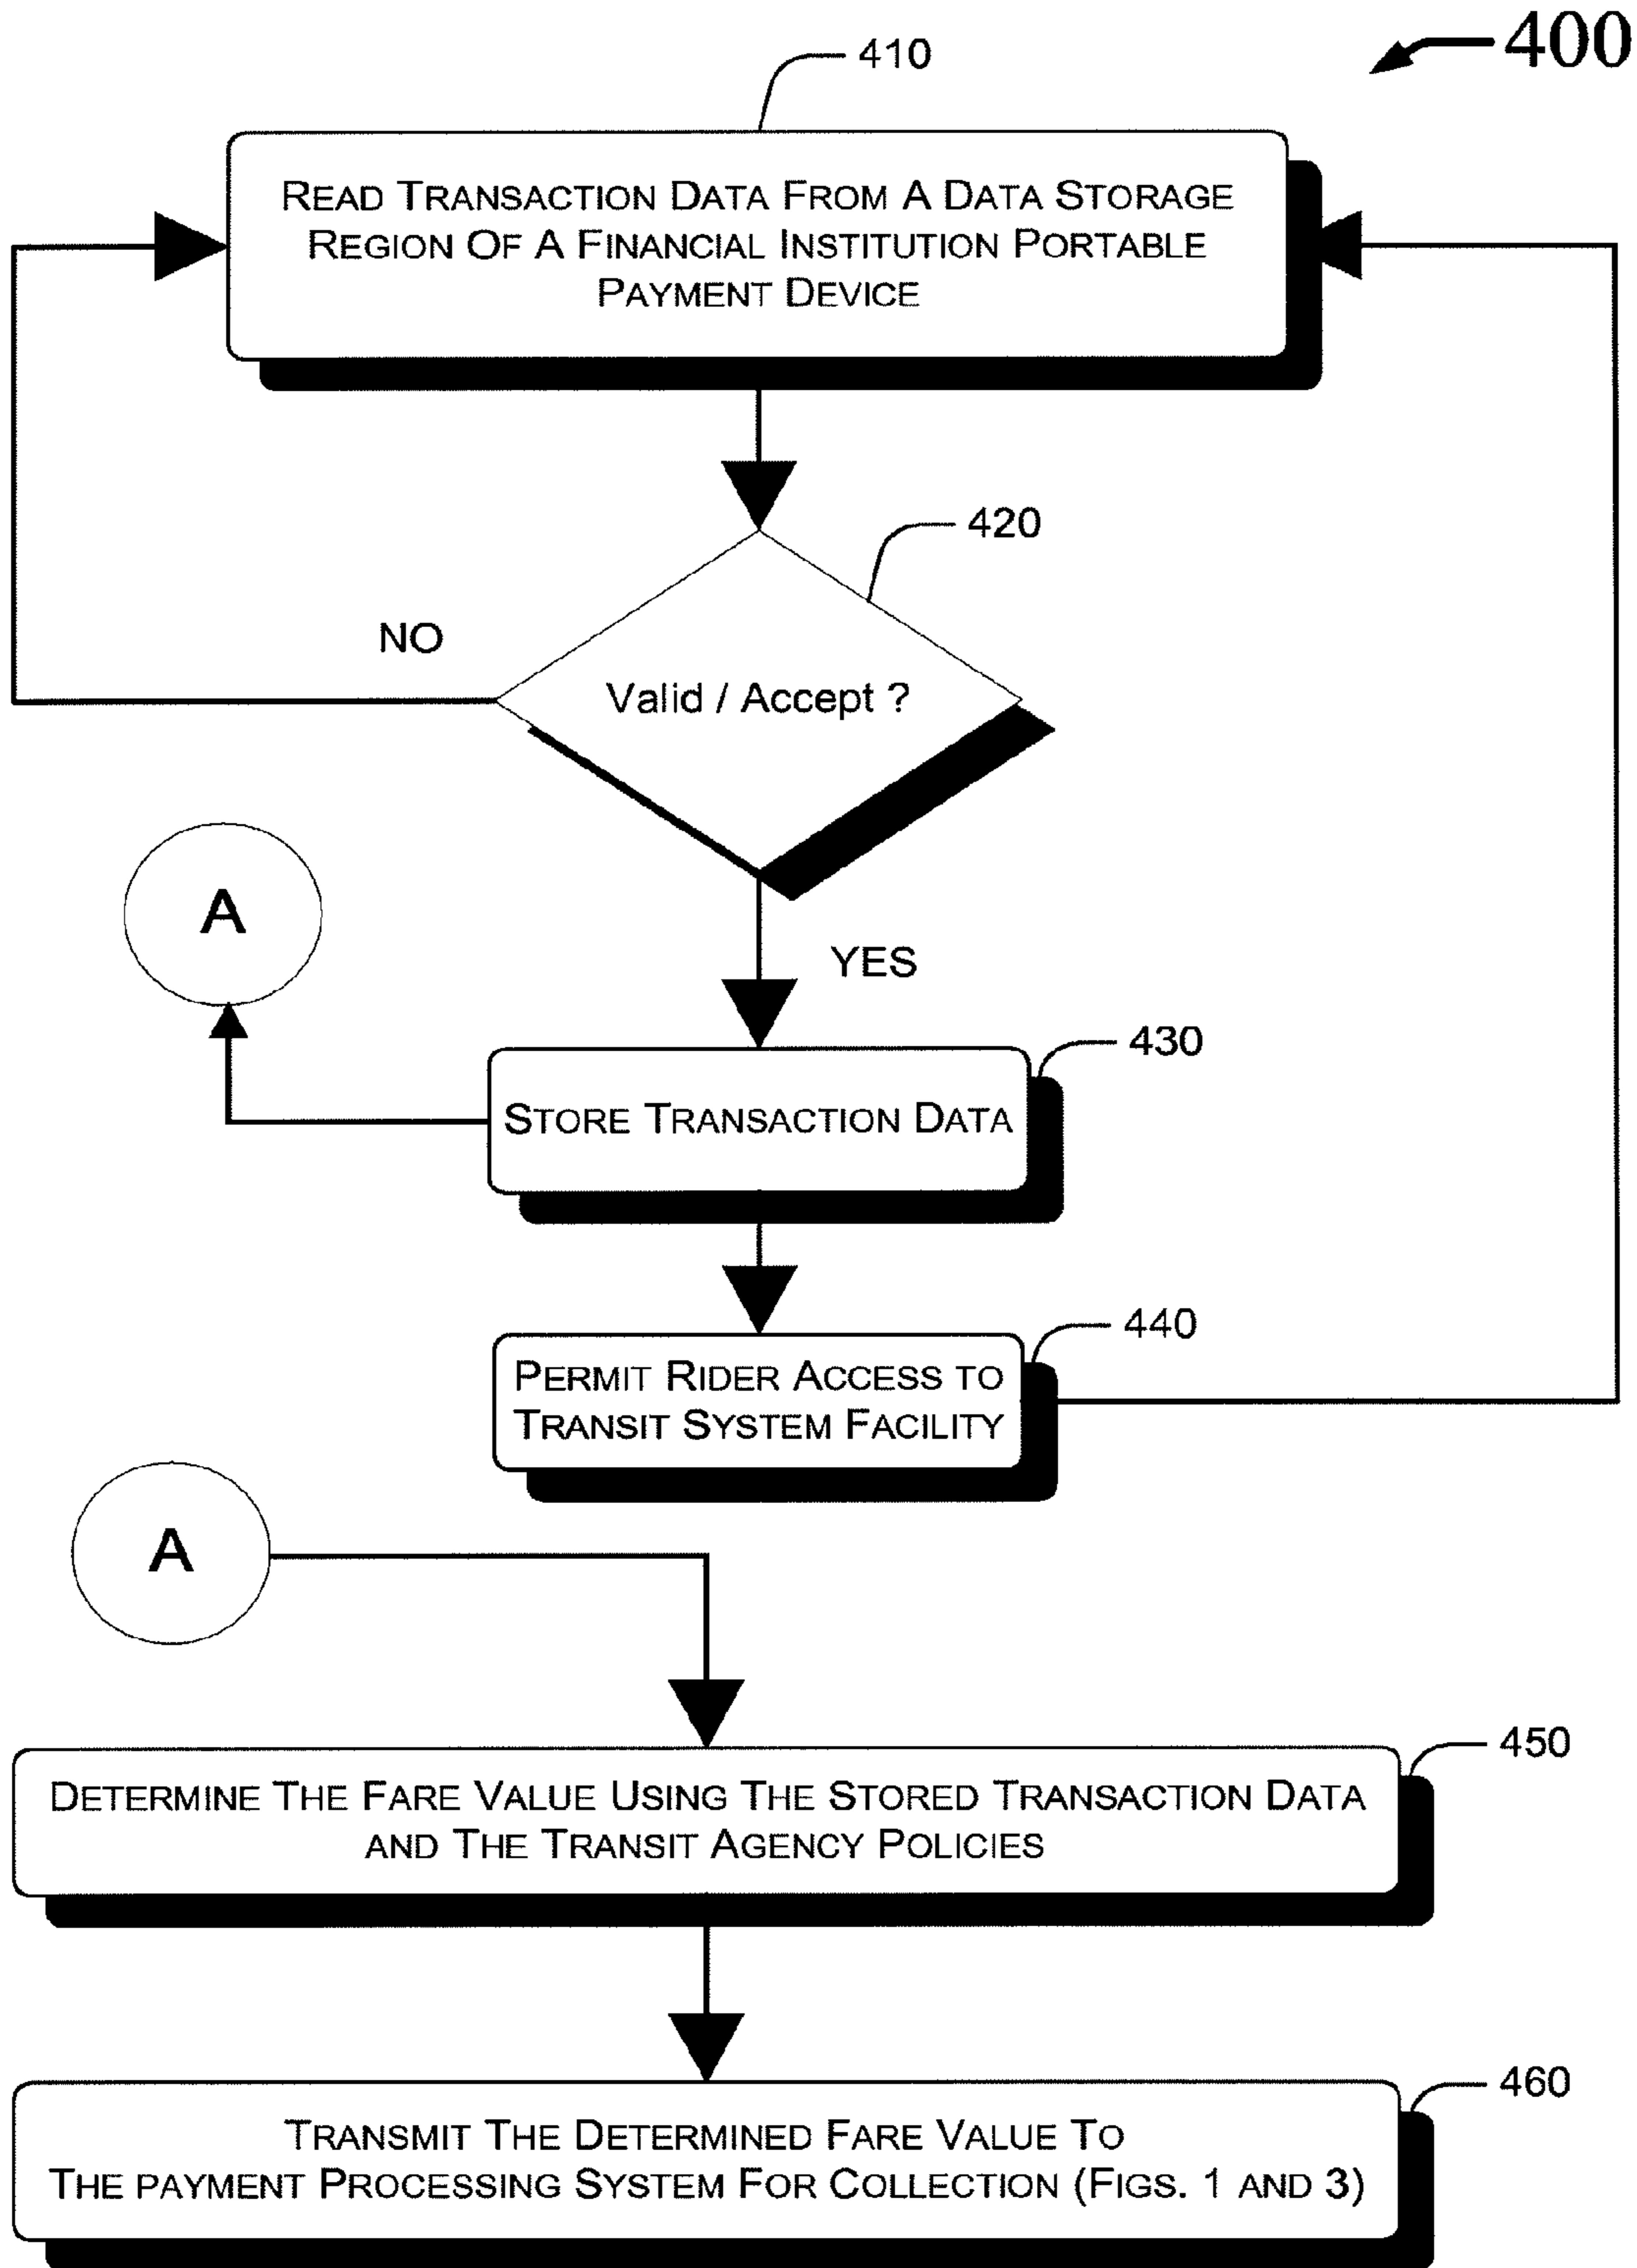 400
410
READ TRANSACTION DATA FROM A DATA STORAGE
REGION OF A FINANCIAL INSTITUTION PORTABLE
PAYMENT DEVICE
420
NO
Valid / Accept ?
A
YES
430
STORE TRANSACTION DATA
440
PERMIT RIDER ACCESS TO
TRANSIT SYSTEM FACILITY
A
450
DETERMINE THE FARE VALUE USING THE STORED TRANSACTION DATA
AND THE TRANSIT AGENCY POLICIES
460
TRANSMIT THE DETERMINED FARE VALUE TO
THE PAYMENT PROCESSING SYSTEM FOR COLLECTION (FIGS. 1 AND 3)